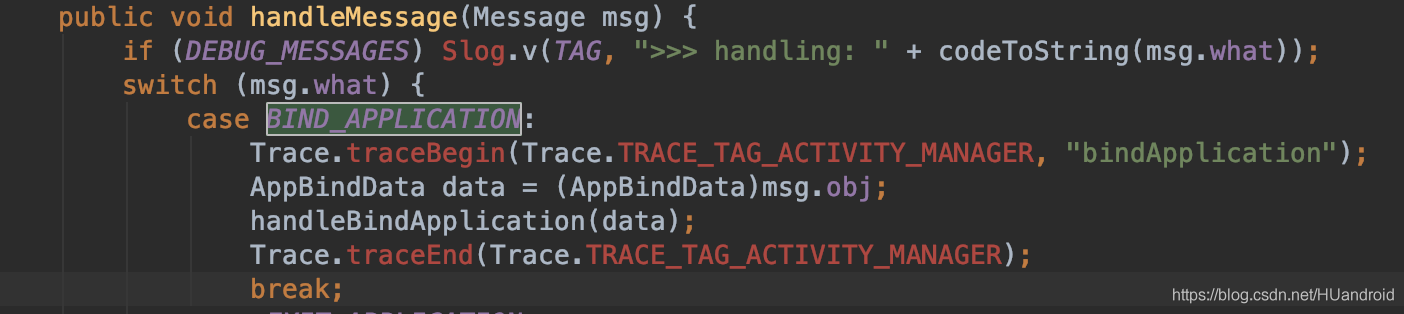 public void handleMessage(Message msg) {
if (DEBUG_MESSAGES) Slog.v(TAG, ">>> handling: " + codeToString(msg.what));
switch (msg.what) {
case BIND_APPLICATION:
Trace.traceBegin(Trace.TRACE_TAG_ACTIVITY_MANAGER, "bindApplication");
AppBindData data = (AppBindData)msg.obj;
handleBindApplication(data);
Trace.traceEnd(Trace.TRACE_TAG_ACTIVITY_MANAGER);
break;
https://blog.csdn.net/HUandroid